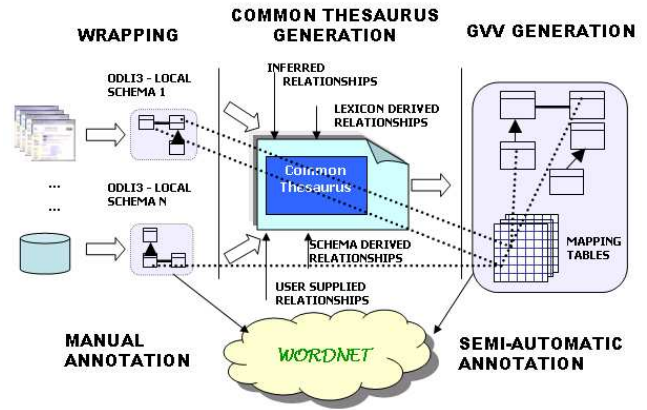 WRAPPING
COMMON THESAURUS
GENERATION
GVV GENERATION
ODLI3 - LOCAL
SCHEMA 1
INFERRED
RELATIONSHIPS
LEXICON DERIVED
RELATIONSHIPS
...
...
ODLI3 - LOCAL
SCHEMA N
Common
Thesaurus
SCHEMA DERIVED
RELATIONSHIPS
USER SUPPLIED
RELATIONSHIPS
MAPPING
TABLES
MANUAL
ANNOTATION
WORDNET
SEMI-AUTOMATIC
ANNOTATION